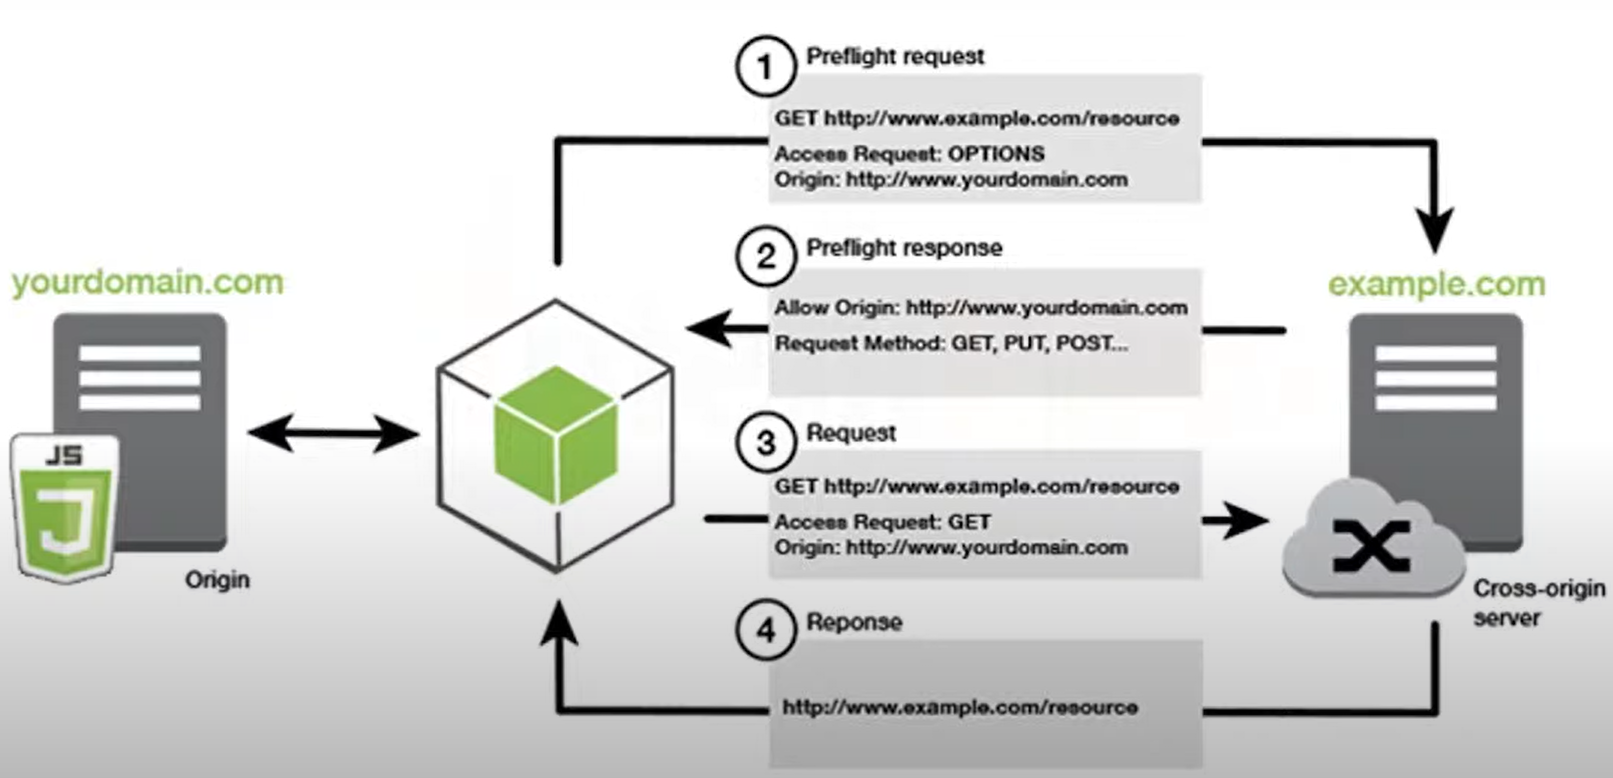 1
Preflight request
GET http://www.example.com/resource
Access Request: OPTIONS
Origin: http://www.yourdomain.com
2
Preflight response
Allow Origin: http://www.yourdomain.com
Request Method: GET, PUT, POST...
yourdomain.com
example.com
3
Request
GET http://www.example.com/resource
Access Request: GET
Origin: http://www.yourdomain.com
JS
Origin
Cross-origin
server
4
Reponse
http://www.example.com/resource